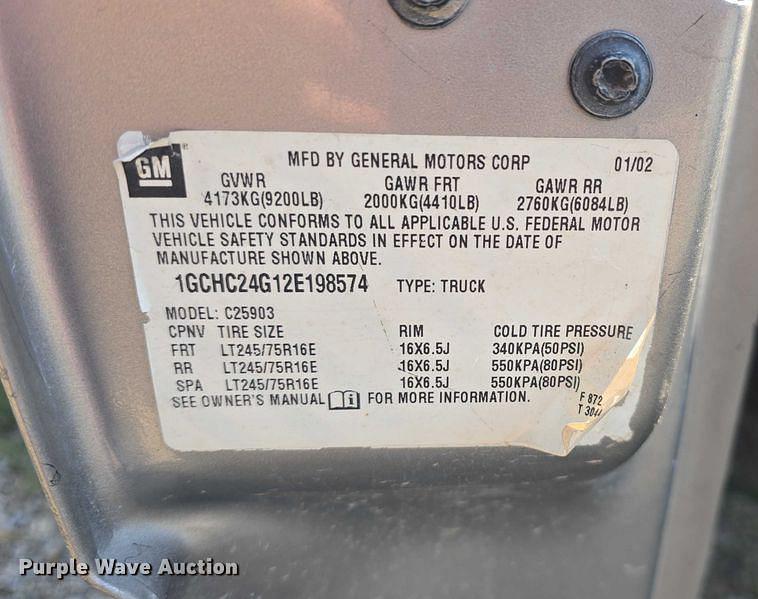 GM MFD BY GENERAL MOTORS CORP 01/02
GVWR GAWR FRT GAWR RR
4173KG(9200LB) 2000KG(4410LB) 2760KG(6084LB)
THIS VEHICLE CONFORMS TO ALL APPLICABLE U.S. FEDERAL MOTOR
VEHICLE SAFETY STANDARDS IN EFFECT ON THE DATE OF
MANUFACTURE SHOWN ABOVE.
1GCHC24G12E198574 TYPE: TRUCK
MODEL: C25903
CPNV TIRE SIZE RIM COLD TIRE PRESSURE
FRT LT245/75R16E 16X6.5J 340KPA(50PSI)
RR LT245/75R16E 16X6.5J 550KPA(80PSI)
SPA LT245/75R16E 16X6.5J 550KPA(80PSI)
SEE OWNER'S MANUAL i FOR MORE INFORMATION.
F 872
T 3044
Purple Wave Auction